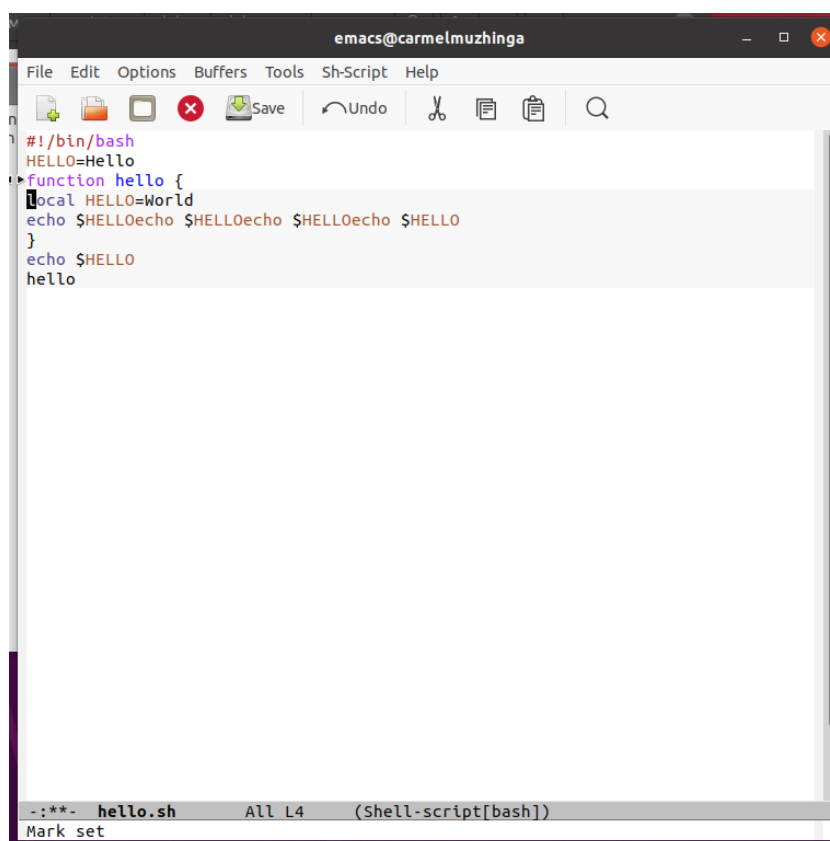 emacs@carmelmuzhinga
File Edit Options Buffers Tools Sh-Script Help
Save Undo
#!/bin/bash
HELLO=Hello
function hello {
local HELLO=World
echo $HELLOecho $HELLOecho $HELLOecho $HELLO
}
echo $HELLO
hello
-:**- hello.sh All L4 (Shell-script[bash])
Mark set